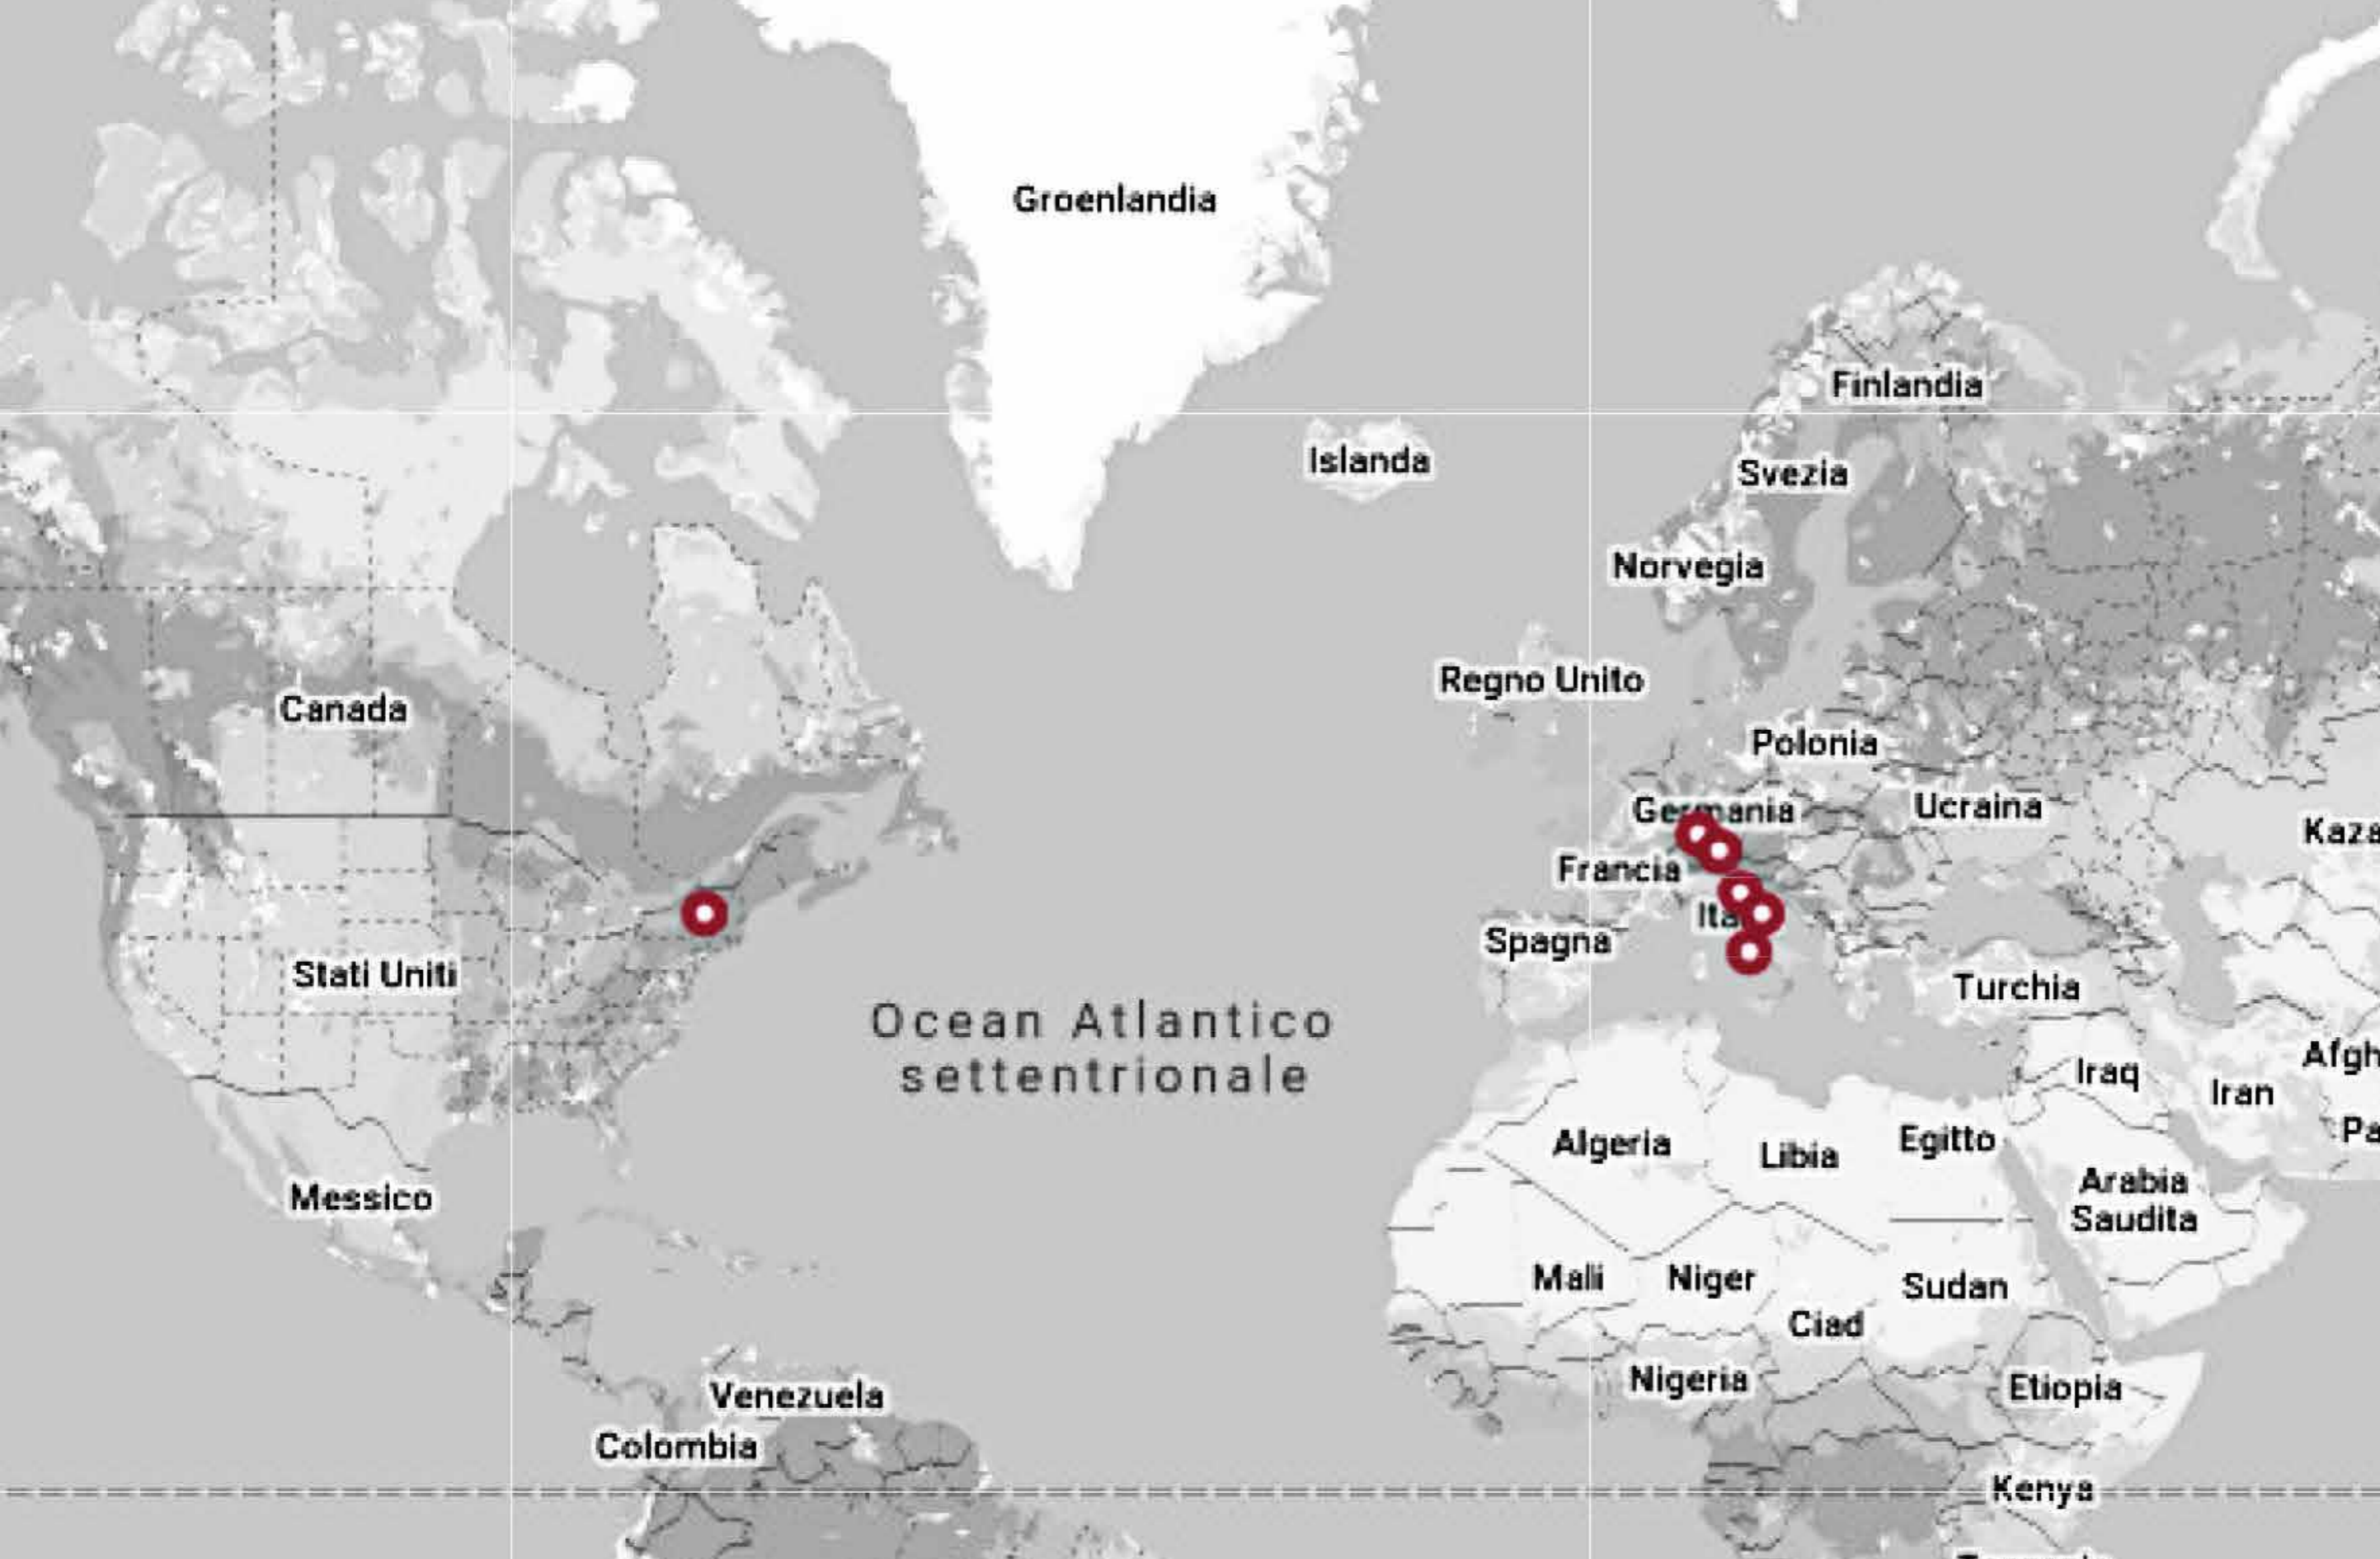 Groenlandia
Finlandia
Islanda
Svezia
Norvegia
Regno Unito
Canada
Polonia
Germania
Ucraina
Kaza
Francia
Ita
Spagna
Stati Uniti
Turchia
Ocean Atlantico
settentrionale
Iraq
Afgh
Iran
Algeria
Libia
Egitto
Pa
Arabia
Saudita
Messico
Mali
Niger
Sudan
Ciad
Nigeria
Etiopia
Venezuela
Colombia
Kenya